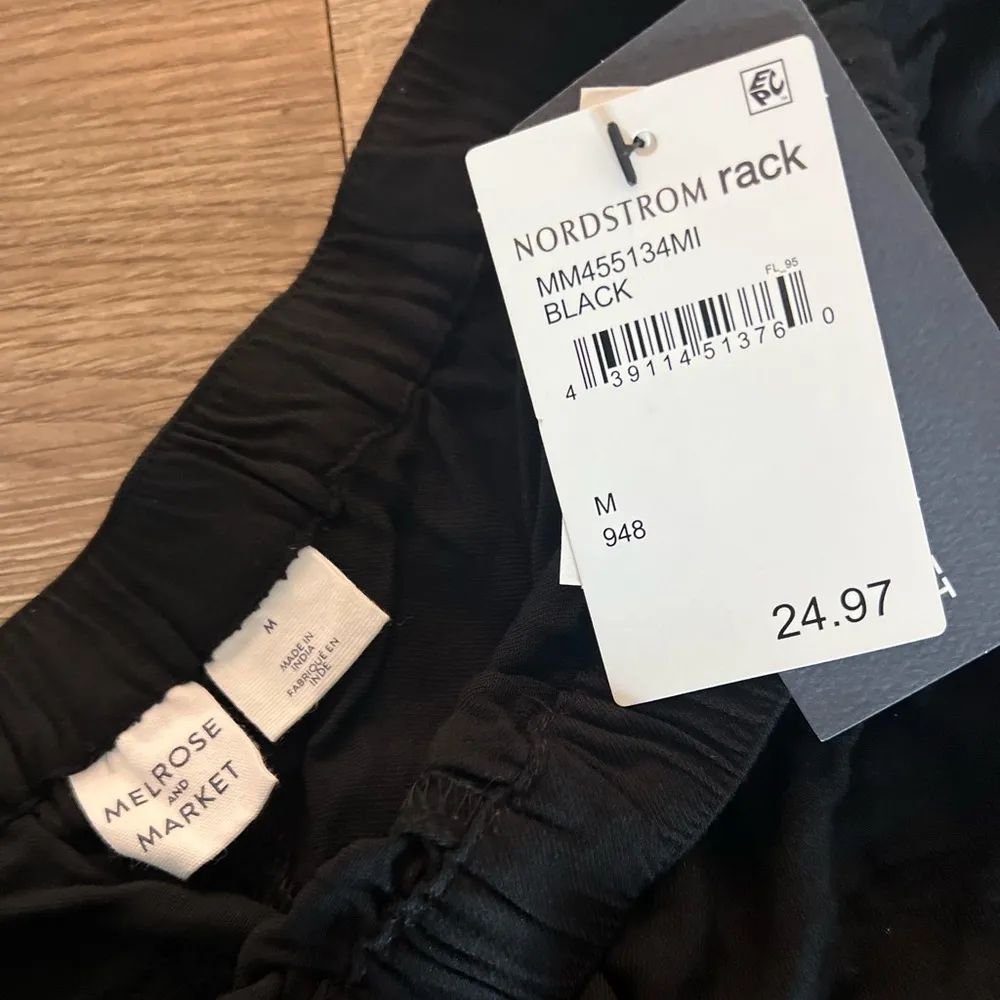 EPC
NORDSTROM rack
MM455134MI
BLACK
FL_95
4 39114 51376 0
M
948
24.97
M
MADE IN
INDIA
FABRIQUÉ EN
INDE
MELROSE
AND
MARKET